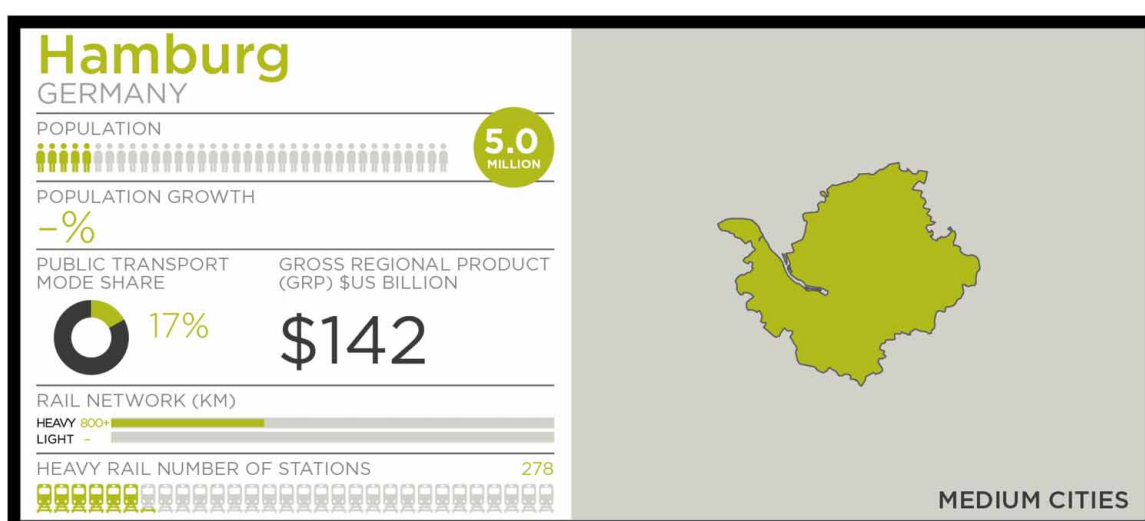 Hamburg
GERMANY
POPULATION
5.0
MILLION
POPULATION GROWTH
–%
PUBLIC TRANSPORT
MODE SHARE
17%
GROSS REGIONAL PRODUCT
(GRP) $US BILLION
$142
RAIL NETWORK (KM)
HEAVY 800+
LIGHT –
HEAVY RAIL NUMBER OF STATIONS 278
MEDIUM CITIES